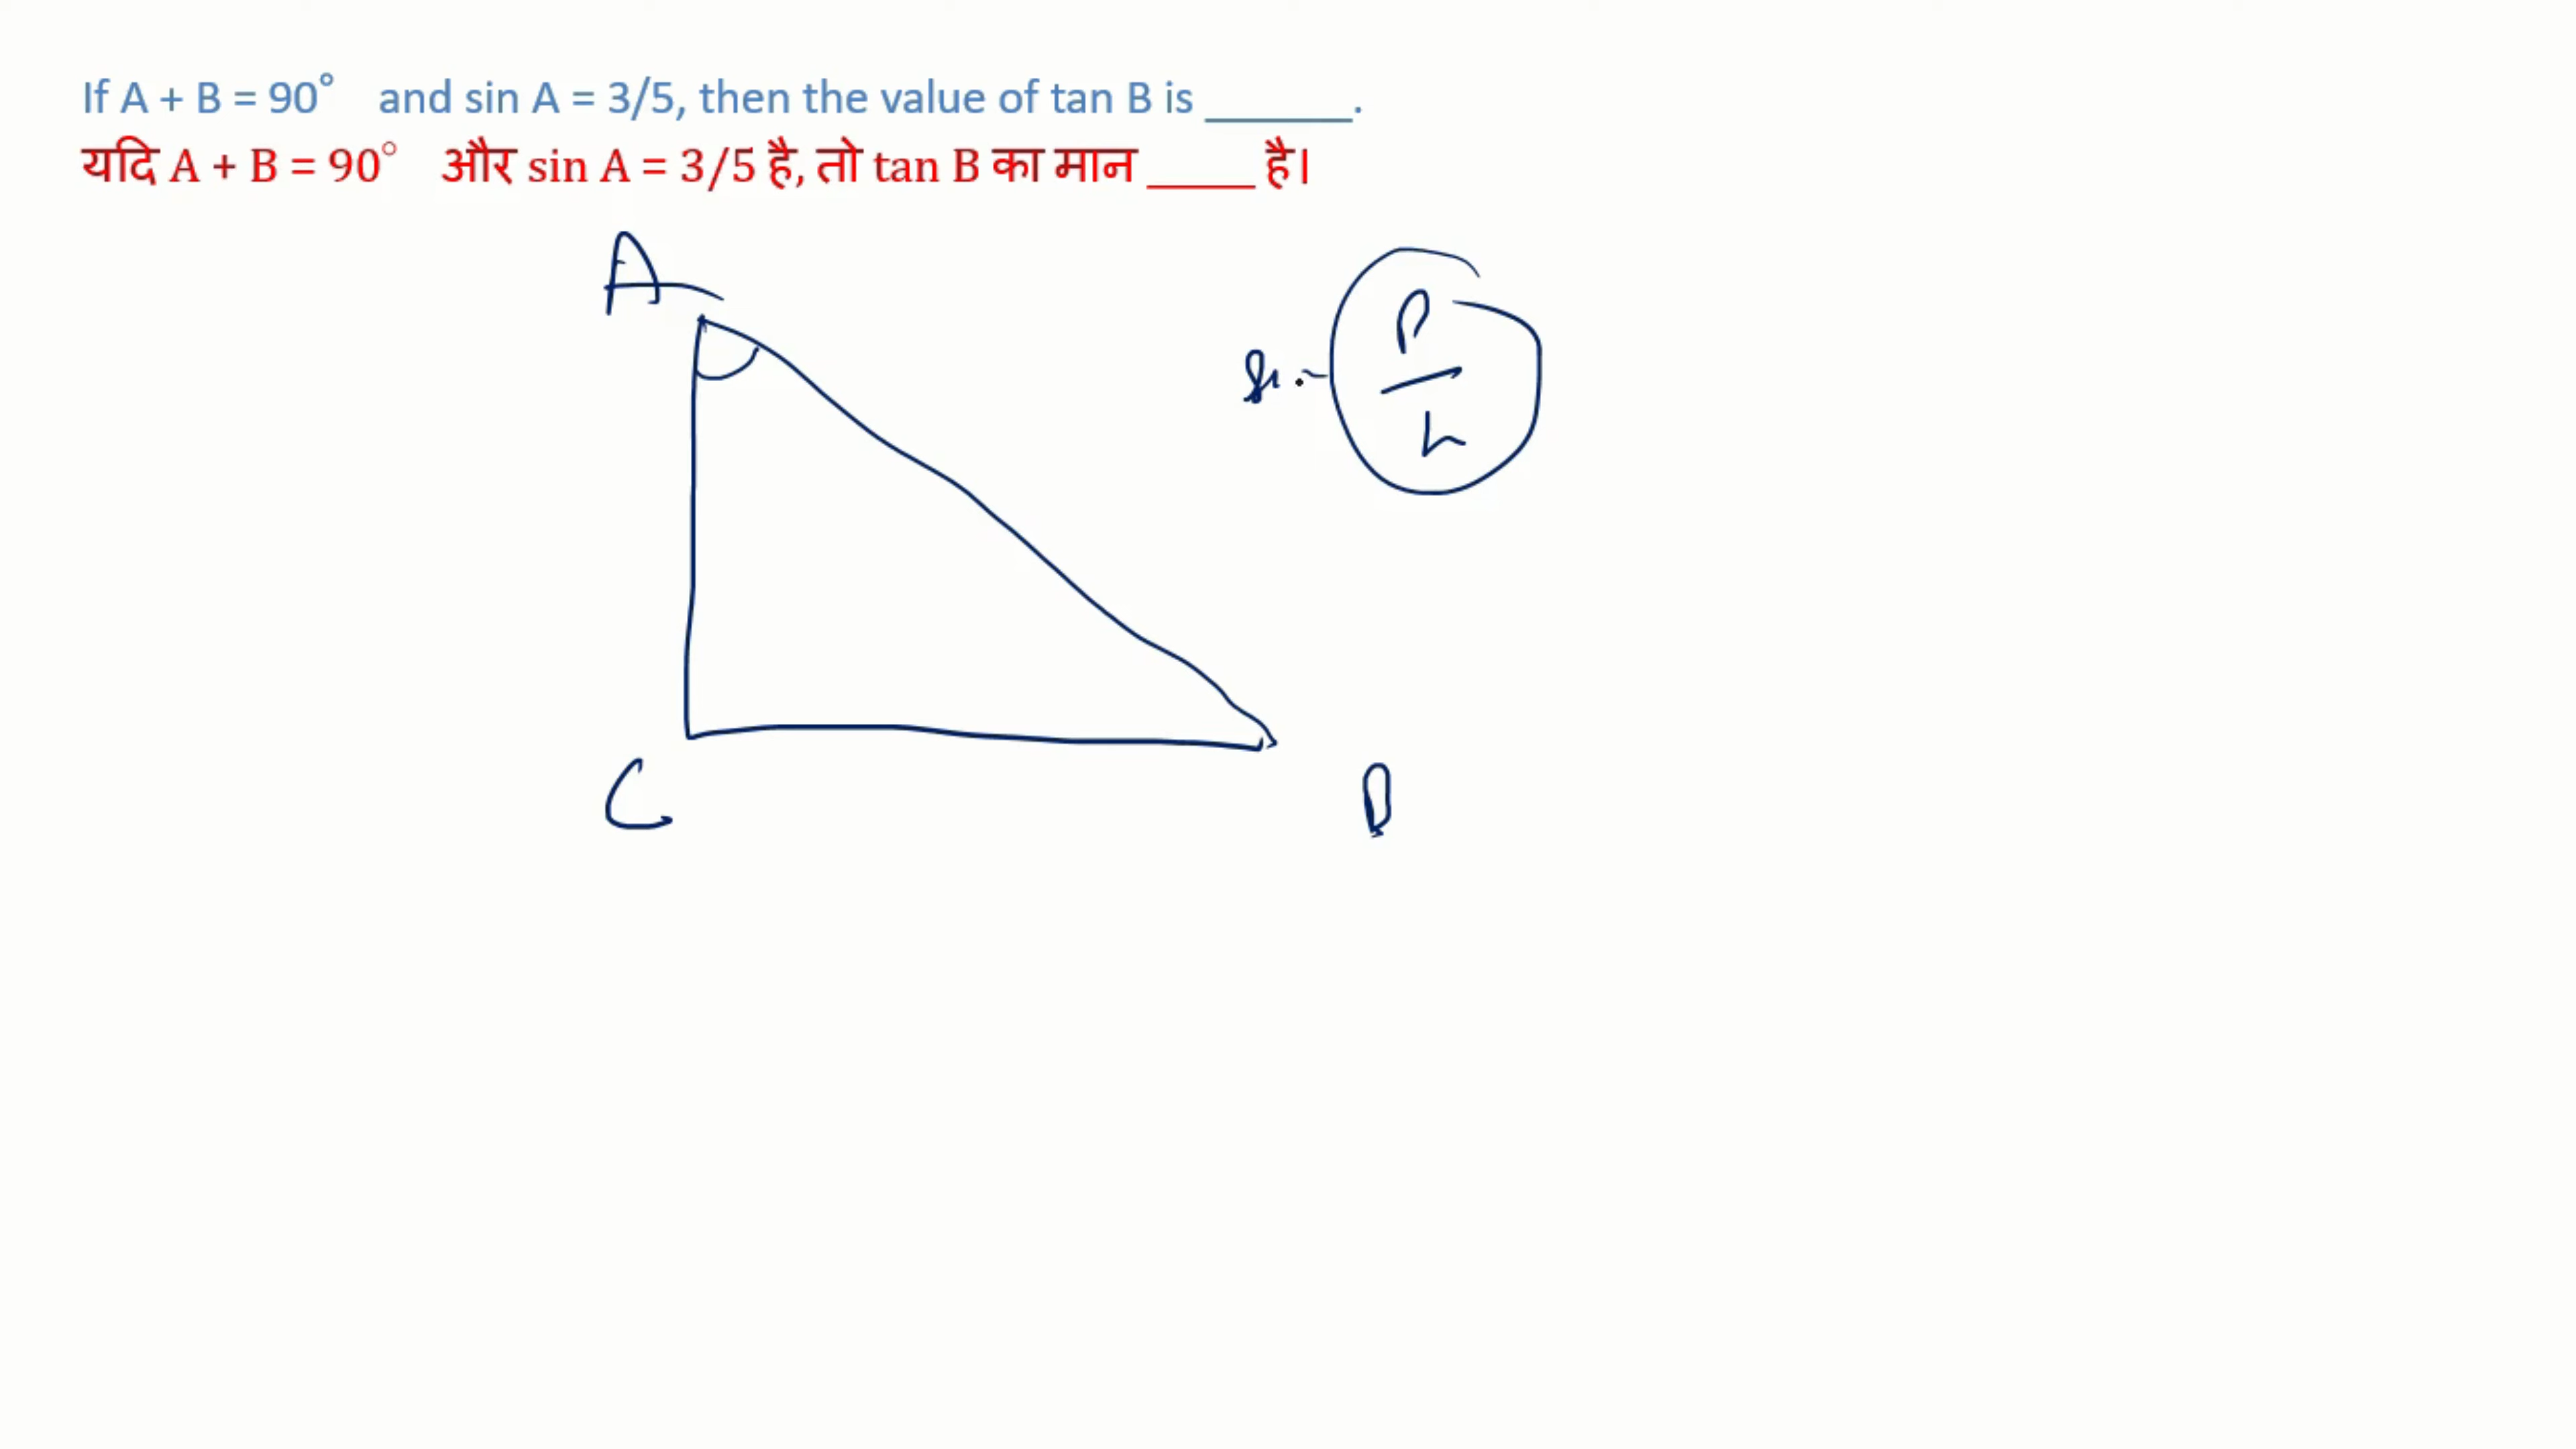 If A + B = 90° and sin A = 3/5, then the value of tan B is ______.
यदि A + B = 90° और sin A = 3/5 है, तो tan B का मान _____ है।
A
P
h
C
B